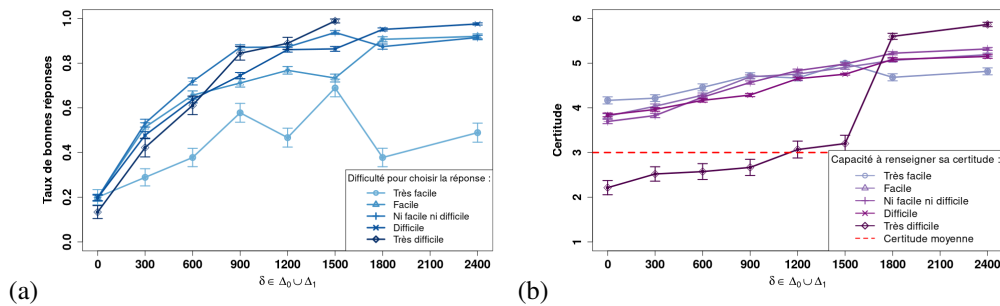 Taux de bonnes réponses
1.0
0.8
0.6
0.4
0.2
0.0
Difficulté pour choisir la réponse :
Très facile
Facile
Ni facile ni difficile
Difficile
Très difficile
0 300 600 900 1200 1500 1800 2100 2400
δ ∈ Δ₀ ∪ Δ₁
(a)
Certitude
6
5
4
3
2
1
Capacité à renseigner sa certitude :
Très facile
Facile
Ni facile ni difficile
Difficile
Très difficile
Certitude moyenne
0 300 600 900 1200 1500 1800 2100 2400
δ ∈ Δ₀ ∪ Δ₁
(b)